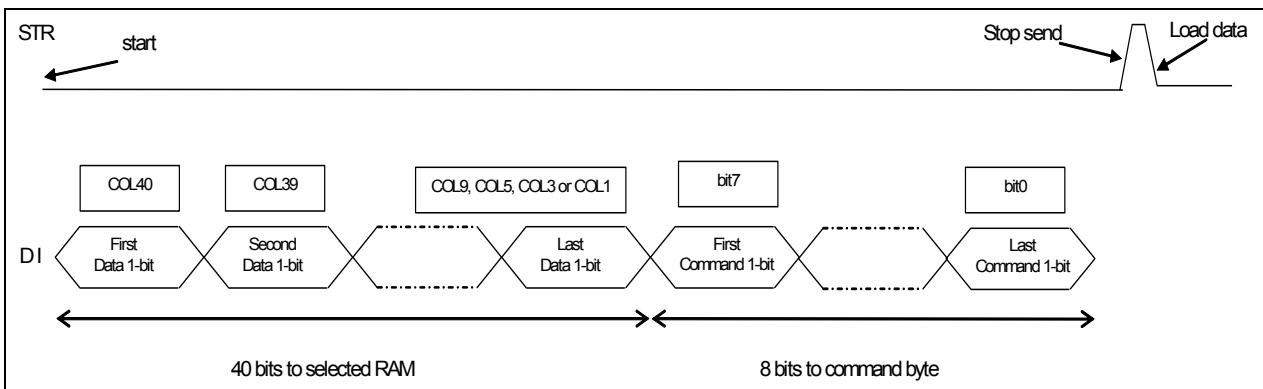 STR
start
Stop send
Load data
COL40
COL39
COL9, COL5, COL3 or COL1
bit7
bit0
DI
First
Data 1-bit
Second
Data 1-bit
Last
Data 1-bit
First
Command 1-bit
Last
Command 1-bit
40 bits to selected RAM
8 bits to command byte